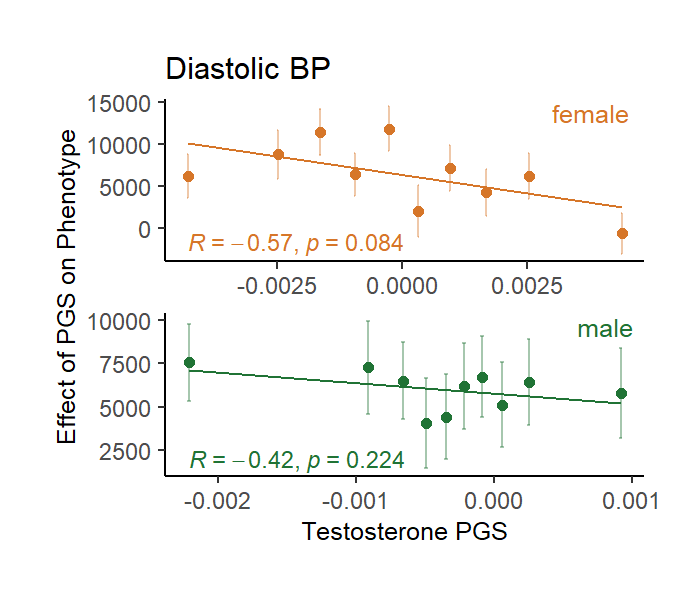 Diastolic BP
Effect of PGS on Phenotype
15000
10000
5000
0
female
R = −0.57, p = 0.084
-0.0025 0.0000 0.0025
10000
7500
5000
2500
male
R = −0.42, p = 0.224
-0.002 -0.001 0.000 0.001
Testosterone PGS